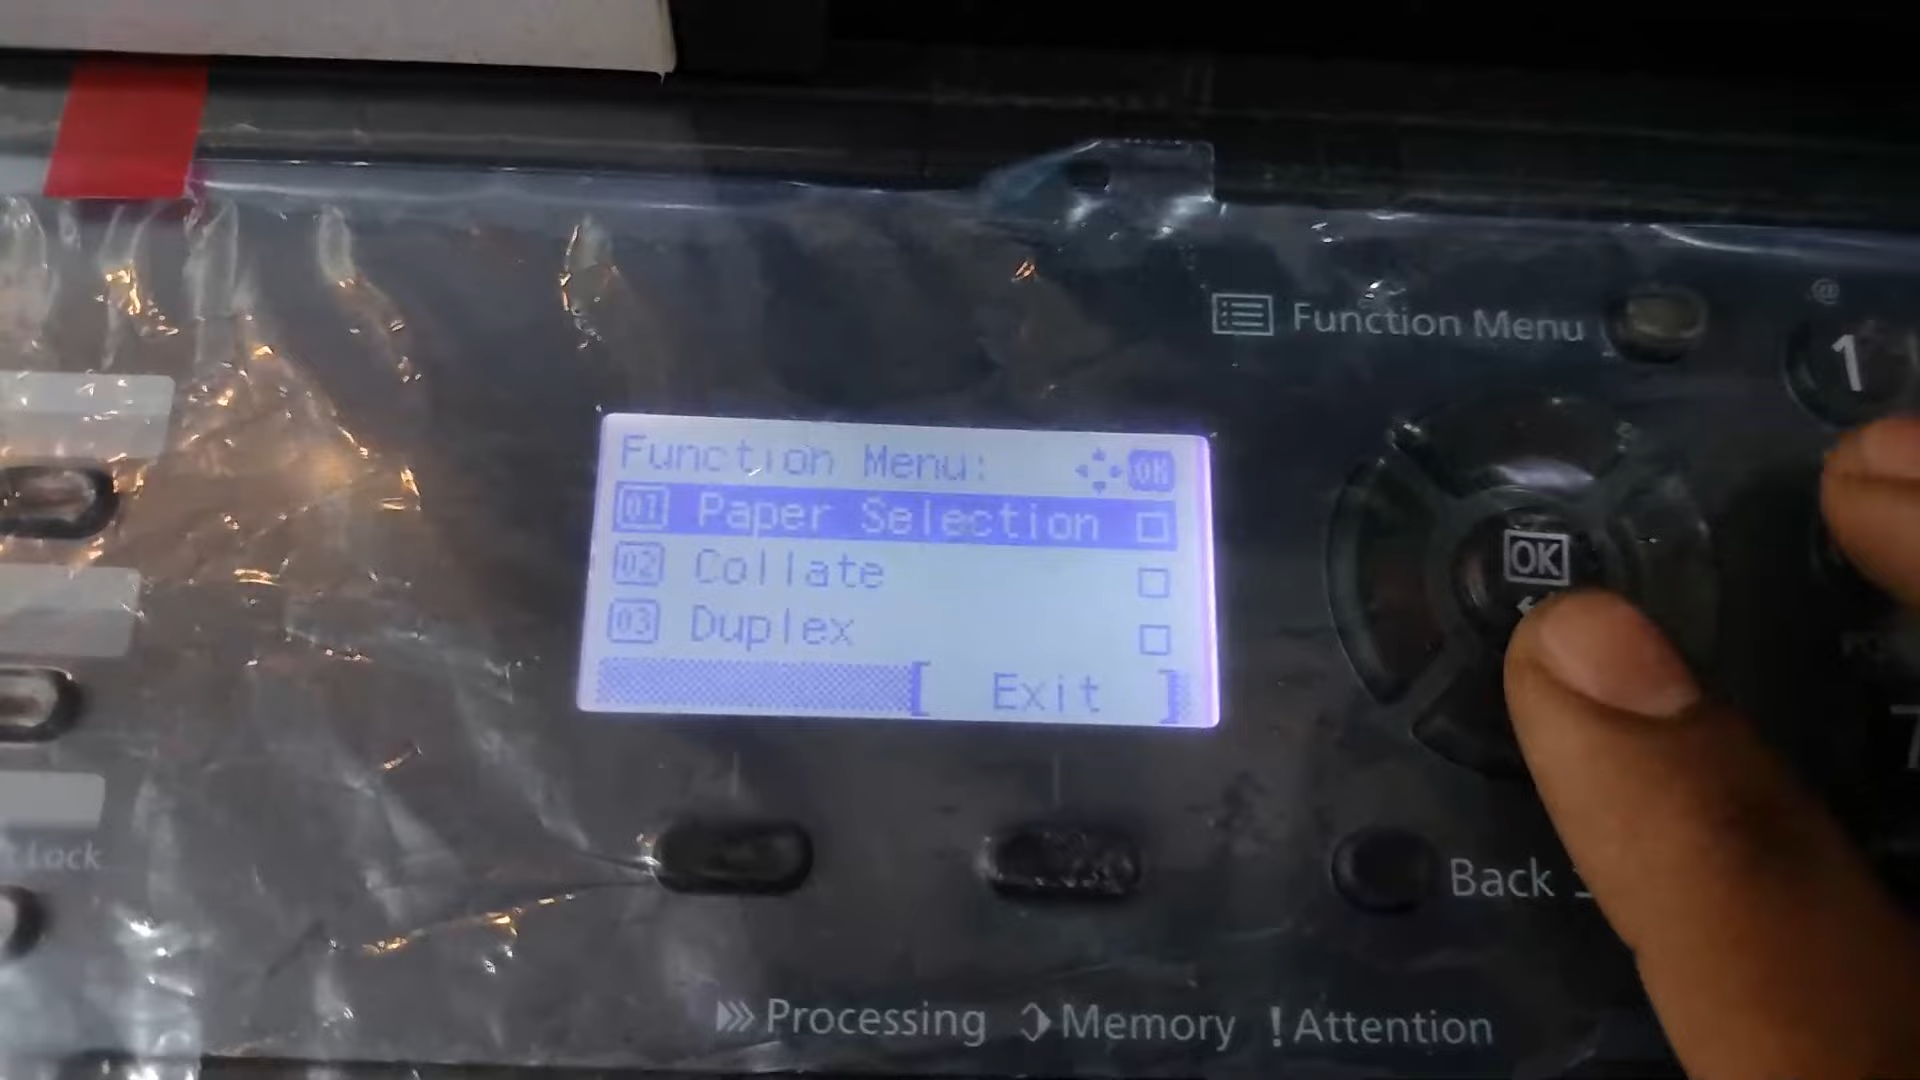 @
Function Menu
1
Function Menu: OK
01 Paper Selection
02 Collate
03 Duplex
[ Exit ]
OK
Lock
Back
Processing Memory !Attention